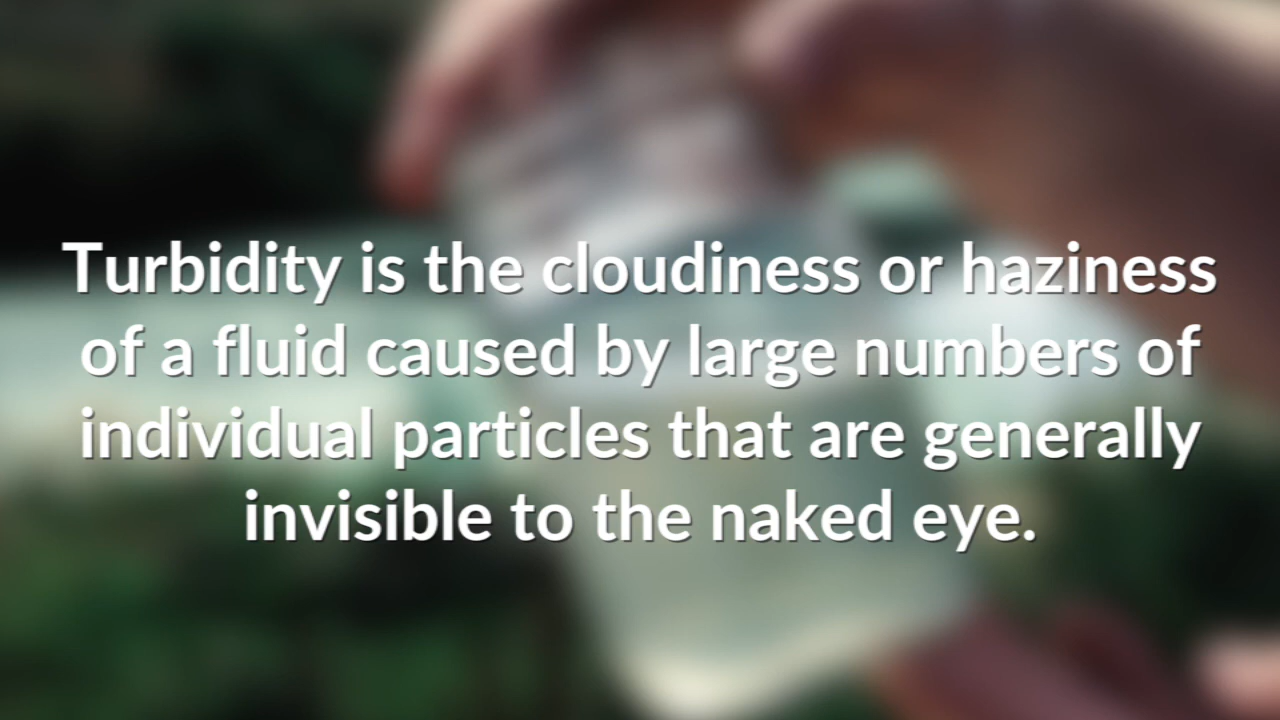 Turbidity is the cloudiness or haziness
of a fluid caused by large numbers of
individual particles that are generally
invisible to the naked eye.